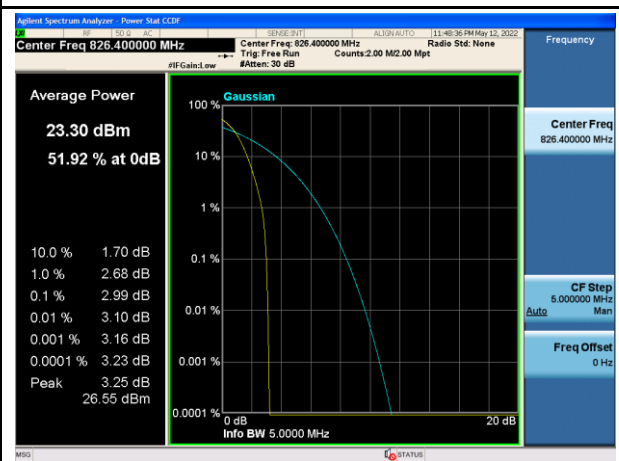 Agilent Spectrum Analyzer - Power Stat CCDF
RF 50 Ω AC SENSE:INT ALIGN AUTO 11:48:36 PM May 12, 2022
Center Freq 826.400000 MHz
Center Freq: 826.400000 MHz Radio Std: None
Trig: Free Run Counts:2.00 M/2.00 Mpt
#IFGain:Low #Atten: 30 dB
Frequency
Average Power
23.30 dBm
51.92 % at 0dB
10.0 % 1.70 dB
1.0 % 2.68 dB
0.1 % 2.99 dB
0.01 % 3.10 dB
0.001 % 3.16 dB
0.0001 % 3.23 dB
Peak 3.25 dB
26.55 dBm
Gaussian
100 %
10 %
1 %
0.1 %
0.01 %
0.001 %
0.0001 %
0 dB 20 dB
Info BW 5.0000 MHz
Center Freq
826.400000 MHz
CF Step
5.000000 MHz
Auto Man
Freq Offset
0 Hz
MSG STATUS